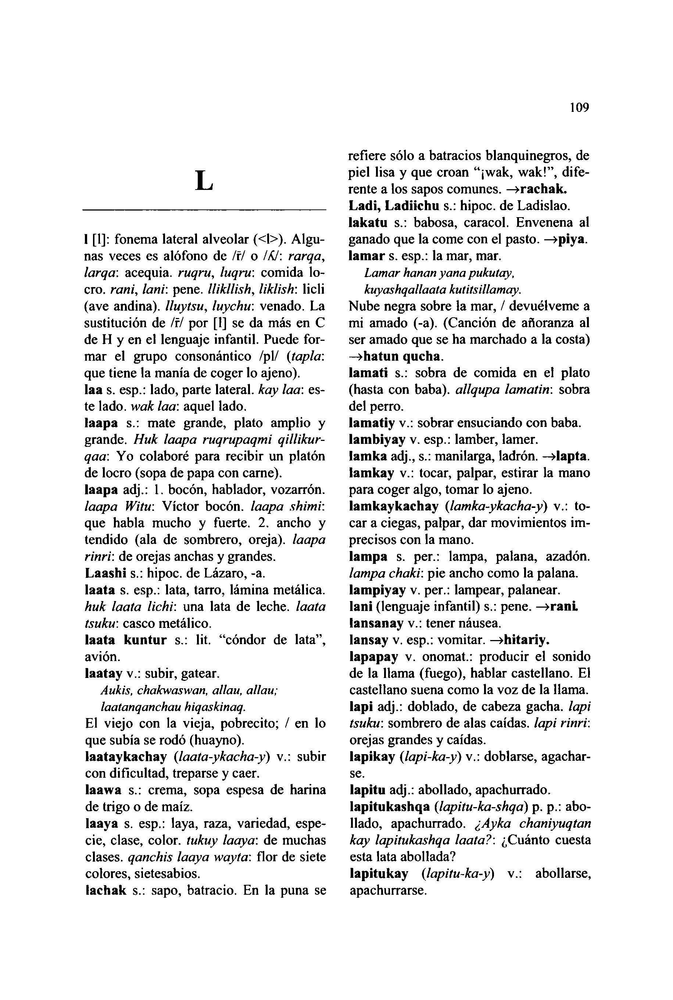 109
L
l [l]: fonema lateral alveolar (<l>). Algu-
nas veces es alófono de /r̄/ o /ʎ/: rarqa,
larqa: acequia. ruqru, luqru: comida lo-
cro. rani, lani: pene. llikllish, liklish: licli
(ave andina). lluytsu, luychu: venado. La
sustitución de /r̄/ por [l] se da más en C
de H y en el lenguaje infantil. Puede for-
mar el grupo consonántico /pl/ (tapla:
que tiene la manía de coger lo ajeno).
laa s. esp.: lado, parte lateral. kay laa: es-
te lado. wak laa: aquel lado.
laapa s.: mate grande, plato amplio y
grande. Huk laapa ruqrupaqmi qillikur-
qaa: Yo colaboré para recibir un platón
de locro (sopa de papa con carne).
laapa adj.: 1. bocón, hablador, vozarrón.
laapa Witu: Víctor bocón. laapa shimi:
que habla mucho y fuerte. 2. ancho y
tendido (ala de sombrero, oreja). laapa
rinri: de orejas anchas y grandes.
Laashi s.: hipoc. de Lázaro, -a.
laata s. esp.: lata, tarro, lámina metálica.
huk laata lichi: una lata de leche. laata
tsuku: casco metálico.
laata kuntur s.: lit. “cóndor de lata”,
avión.
laatay v.: subir, gatear.
Aukis, chakwaswan, allau, allau;
laatanqanchau hiqaskinaq.
El viejo con la vieja, pobrecito; / en lo
que subía se rodó (huayno).
laataykachay (laata-ykacha-y) v.: subir
con dificultad, treparse y caer.
laawa s.: crema, sopa espesa de harina
de trigo o de maíz.
laaya s. esp.: laya, raza, variedad, espe-
cie, clase, color. tukuy laaya: de muchas
clases. qanchis laaya wayta: flor de siete
colores, sietesabios.
lachak s.: sapo, batracio. En la puna se
refiere sólo a batracios blanquinegros, de
piel lisa y que croan “¡wak, wak!”, dife-
rente a los sapos comunes. →rachak.
Ladi, Ladiichu s.: hipoc. de Ladislao.
lakatu s.: babosa, caracol. Envenena al
ganado que la come con el pasto. →piya.
lamar s. esp.: la mar, mar.
Lamar hanan yana pukutay,
kuyashqallaata kutitsillamay.
Nube negra sobre la mar, / devuélveme a
mi amado (-a). (Canción de añoranza al
ser amado que se ha marchado a la costa)
→hatun qucha.
lamati s.: sobra de comida en el plato
(hasta con baba). allqupa lamatin: sobra
del perro.
lamatiy v.: sobrar ensuciando con baba.
lambiyay v. esp.: lamber, lamer.
lamka adj., s.: manilarga, ladrón. →lapta.
lamkay v.: tocar, palpar, estirar la mano
para coger algo, tomar lo ajeno.
lamkaykachay (lamka-ykacha-y) v.: to-
car a ciegas, palpar, dar movimientos im-
precisos con la mano.
lampa s. per.: lampa, palana, azadón.
lampa chaki: pie ancho como la palana.
lampiyay v. per.: lampear, palanear.
lani (lenguaje infantil) s.: pene. →rani.
lansanay v.: tener náusea.
lansay v. esp.: vomitar. →hitariy.
lapapay v. onomat.: producir el sonido
de la llama (fuego), hablar castellano. El
castellano suena como la voz de la llama.
lapi adj.: doblado, de cabeza gacha. lapi
tsuku: sombrero de alas caídas. lapi rinri:
orejas grandes y caídas.
lapikay (lapi-ka-y) v.: doblarse, agachar-
se.
lapitu adj.: abollado, apachurrado.
lapitukashqa (lapitu-ka-shqa) p. p.: abo-
llado, apachurrado. ¿Ayka chaniyuqtan
kay lapitukashqa laata?: ¿Cuánto cuesta
esta lata abollada?
lapitukay (lapitu-ka-y) v.: abollarse,
apachurrarse.